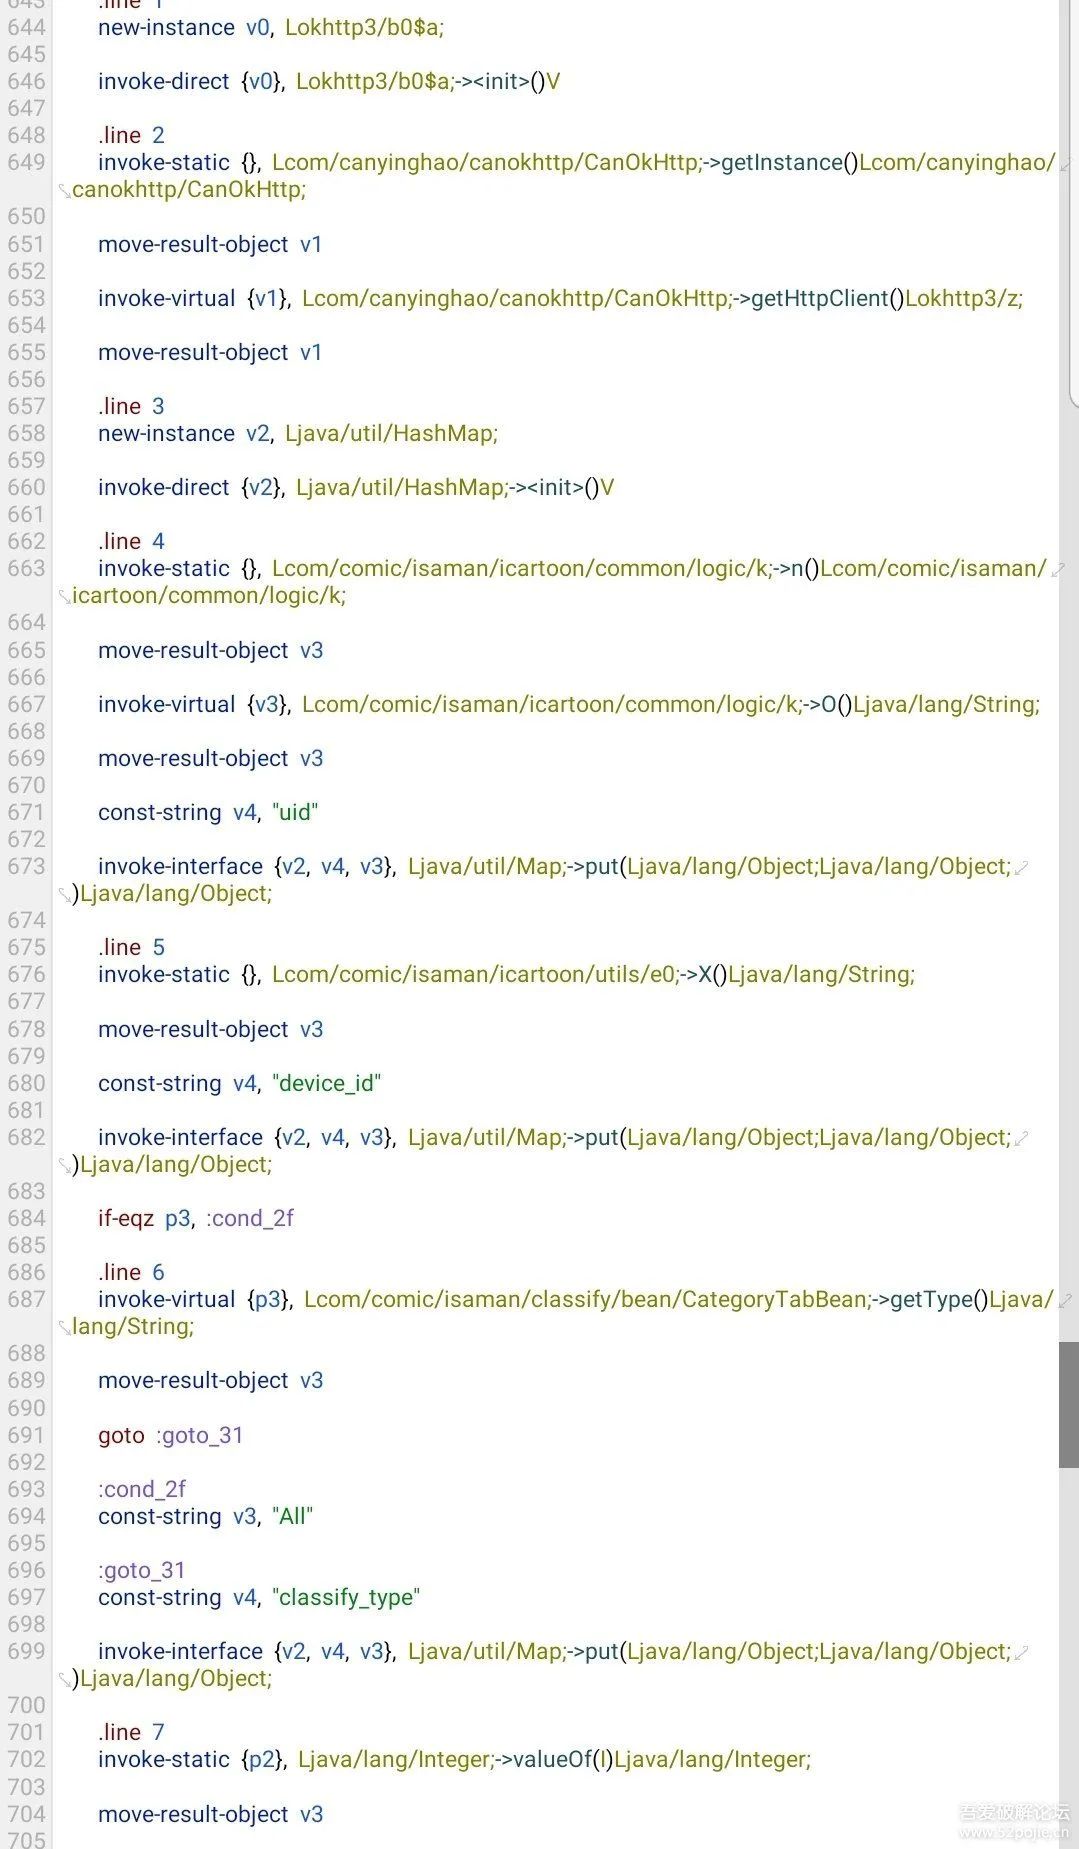 643 .line 1
644 new-instance v0, Lokhttp3/b0$a;
645
646 invoke-direct {v0}, Lokhttp3/b0$a;-><init>()V
647
648 .line 2
649 invoke-static {}, Lcom/canyinghao/canokhttp/CanOkHttp;->getInstance()Lcom/canyinghao/
canokhttp/CanOkHttp;
650
651 move-result-object v1
652
653 invoke-virtual {v1}, Lcom/canyinghao/canokhttp/CanOkHttp;->getHttpClient()Lokhttp3/z;
654
655 move-result-object v1
656
657 .line 3
658 new-instance v2, Ljava/util/HashMap;
659
660 invoke-direct {v2}, Ljava/util/HashMap;-><init>()V
661
662 .line 4
663 invoke-static {}, Lcom/comic/isaman/icartoon/common/logic/k;->n()Lcom/comic/isaman/
icartoon/common/logic/k;
664
665 move-result-object v3
666
667 invoke-virtual {v3}, Lcom/comic/isaman/icartoon/common/logic/k;->O()Ljava/lang/String;
668
669 move-result-object v3
670
671 const-string v4, "uid"
672
673 invoke-interface {v2, v4, v3}, Ljava/util/Map;->put(Ljava/lang/Object;Ljava/lang/Object;
)Ljava/lang/Object;
674
675 .line 5
676 invoke-static {}, Lcom/comic/isaman/icartoon/utils/e0;->X()Ljava/lang/String;
677
678 move-result-object v3
679
680 const-string v4, "device_id"
681
682 invoke-interface {v2, v4, v3}, Ljava/util/Map;->put(Ljava/lang/Object;Ljava/lang/Object;
)Ljava/lang/Object;
683
684 if-eqz p3, :cond_2f
685
686 .line 6
687 invoke-virtual {p3}, Lcom/comic/isaman/classify/bean/CategoryTabBean;->getType()Ljava/
lang/String;
688
689 move-result-object v3
690
691 goto :goto_31
692
693 :cond_2f
694 const-string v3, "All"
695
696 :goto_31
697 const-string v4, "classify_type"
698
699 invoke-interface {v2, v4, v3}, Ljava/util/Map;->put(Ljava/lang/Object;Ljava/lang/Object;
)Ljava/lang/Object;
700
701 .line 7
702 invoke-static {p2}, Ljava/lang/Integer;->valueOf(I)Ljava/lang/Integer;
703
704 move-result-object v3
705
吾爱破解论坛
www.52pojie.cn